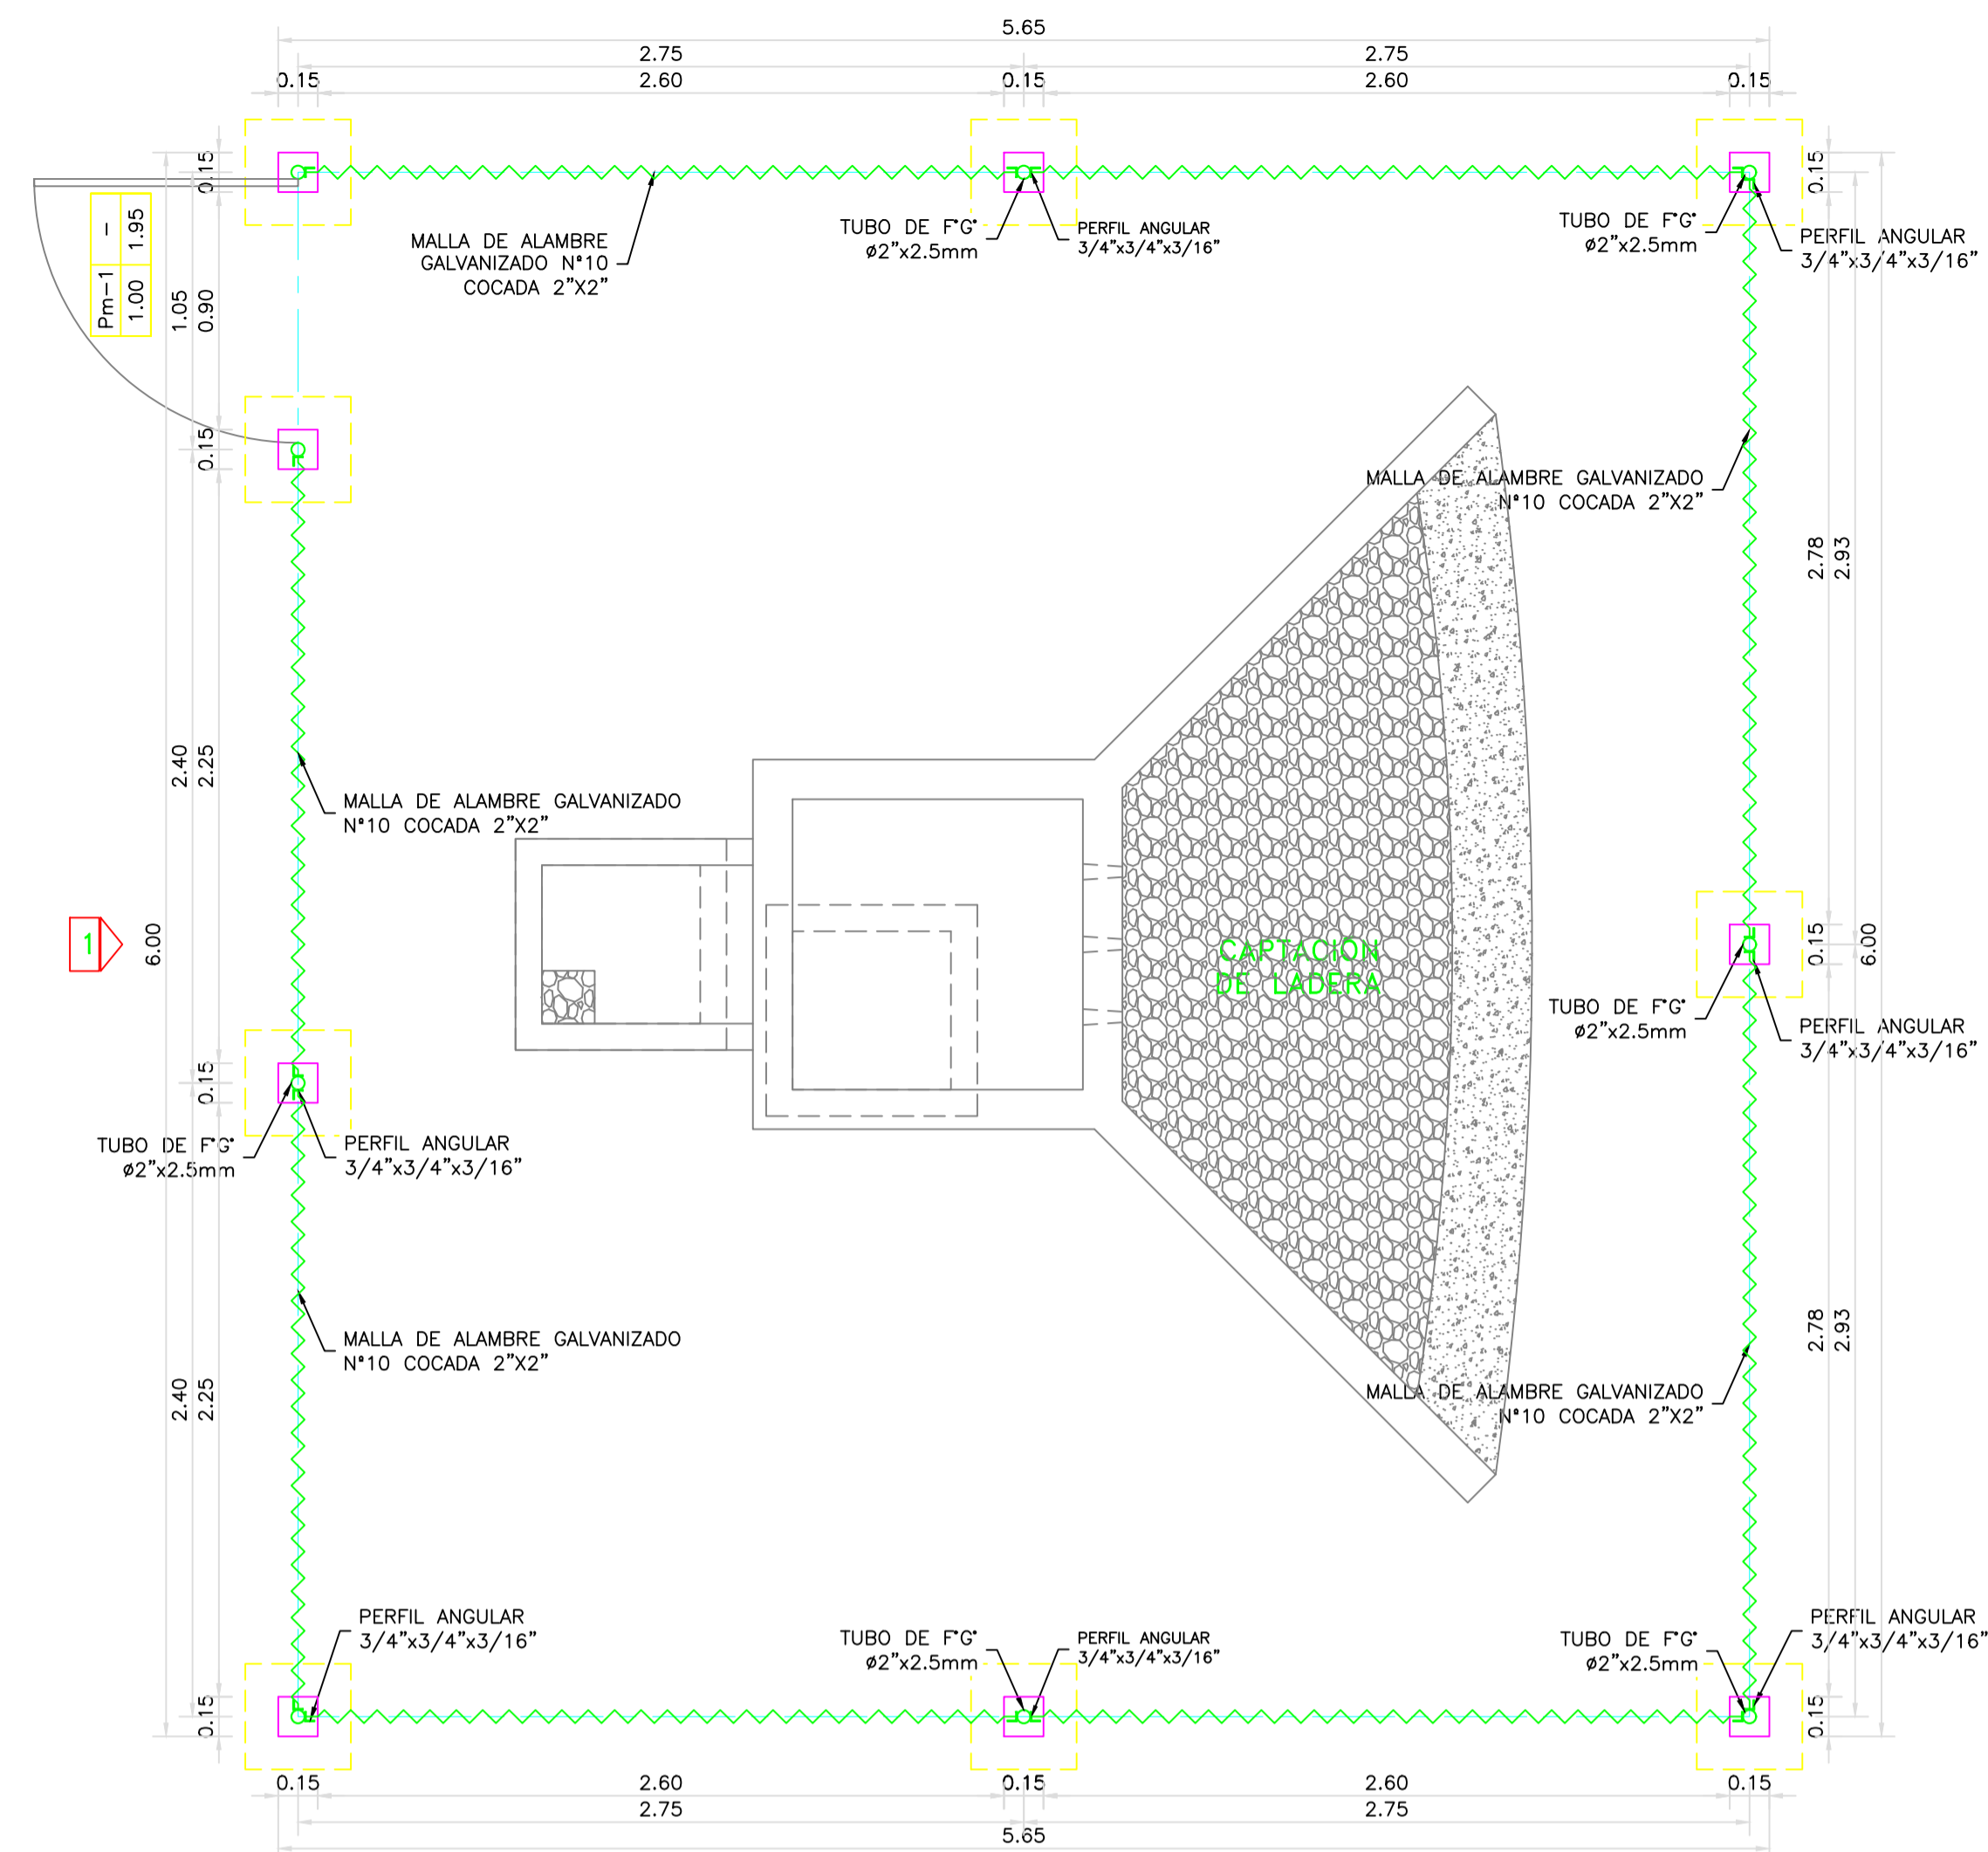 5.65
2.75
2.75
0.15
2.60
0.15
2.60
0.15
0.15
0.15
Pm-1
-
1.00
1.95
1.05
0.90
MALLA DE ALAMBRE
GALVANIZADO N°10
COCADA 2"X2"
TUBO DE F°G°
ø2"x2.5mm
PERFIL ANGULAR
3/4"x3/4"x3/16"
TUBO DE F°G°
ø2"x2.5mm
PERFIL ANGULAR
3/4"x3/4"x3/16"
0.15
MALLA DE ALAMBRE GALVANIZADO
N°10 COCADA 2"X2"
2.78
2.93
2.40
2.25
MALLA DE ALAMBRE GALVANIZADO
N°10 COCADA 2"X2"
1
6.00
CAPTACION
DE LADERA
0.15
6.00
TUBO DE F°G°
ø2"x2.5mm
PERFIL ANGULAR
3/4"x3/4"x3/16"
0.15
TUBO DE F°G°
ø2"x2.5mm
PERFIL ANGULAR
3/4"x3/4"x3/16"
MALLA DE ALAMBRE GALVANIZADO
N°10 COCADA 2"X2"
2.40
2.25
2.78
2.93
MALLA DE ALAMBRE GALVANIZADO
N°10 COCADA 2"X2"
PERFIL ANGULAR
3/4"x3/4"x3/16"
TUBO DE F°G°
ø2"x2.5mm
PERFIL ANGULAR
3/4"x3/4"x3/16"
TUBO DE F°G°
ø2"x2.5mm
PERFIL ANGULAR
3/4"x3/4"x3/16"
0.15
0.15
0.15
2.60
0.15
2.60
0.15
2.75
2.75
5.65